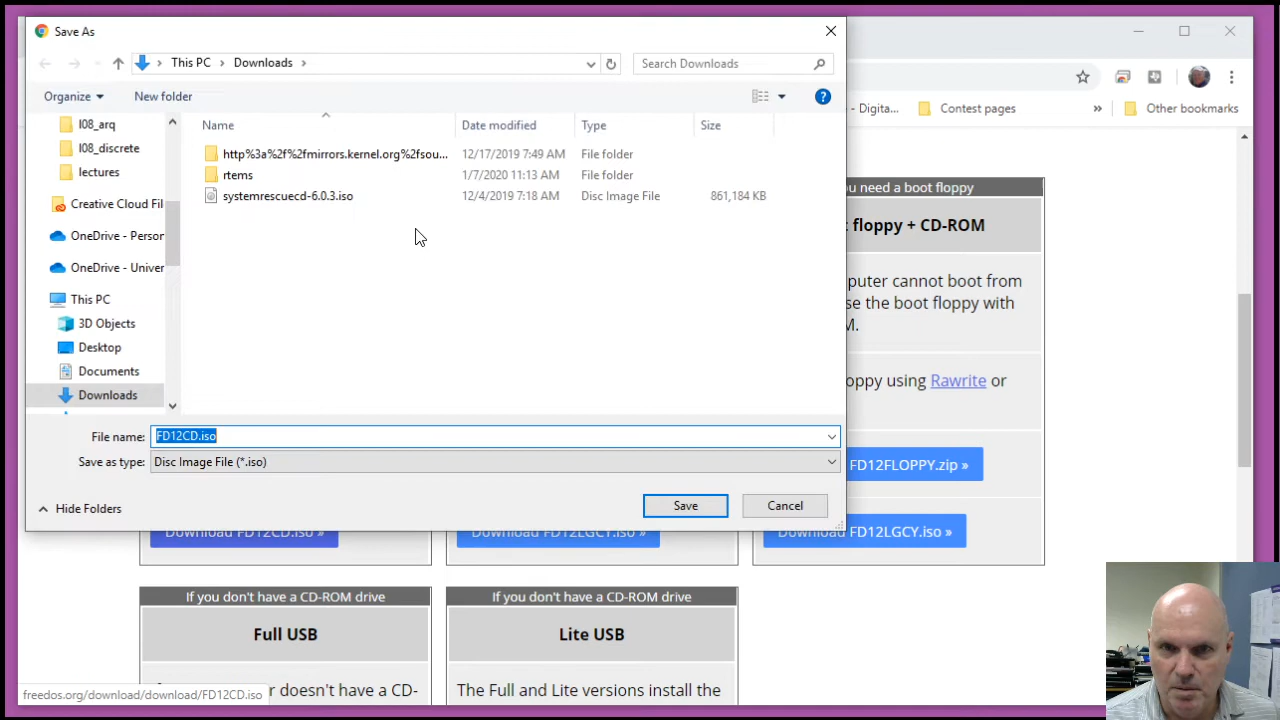 Save As
This PC
Downloads
Search Downloads
Organize
New folder
Name
Date modified
Type
Size
l08_arq
l08_discrete
lectures
Creative Cloud Fil
OneDrive - Person
OneDrive - Univer
This PC
3D Objects
Desktop
Documents
Downloads
http%3a%2f%2fmirrors.kernel.org%2fsou...
12/17/2019 7:49 AM
File folder
rtems
1/7/2020 11:13 AM
File folder
systemrescuecd-6.0.3.iso
12/4/2019 7:18 AM
Disc Image File
861,184 KB
File name:
FD12CD.iso
Save as type:
Disc Image File (*.iso)
Hide Folders
Save
Cancel
- Digita...
Contest pages
»
Other bookmarks
ou need a boot floppy
floppy + CD-ROM
puter cannot boot from
se the boot floppy with
M.
oppy using Rawrite or
FD12FLOPPY.zip »
Download FD12CD.iso »
Download FD12LGCY.iso »
Download FD12LGCY.iso »
If you don't have a CD-ROM drive
If you don't have a CD-ROM drive
Full USB
Lite USB
r doesn't have a CD
The Full and Lite versions install the
freedos.org/download/download/FD12CD.iso